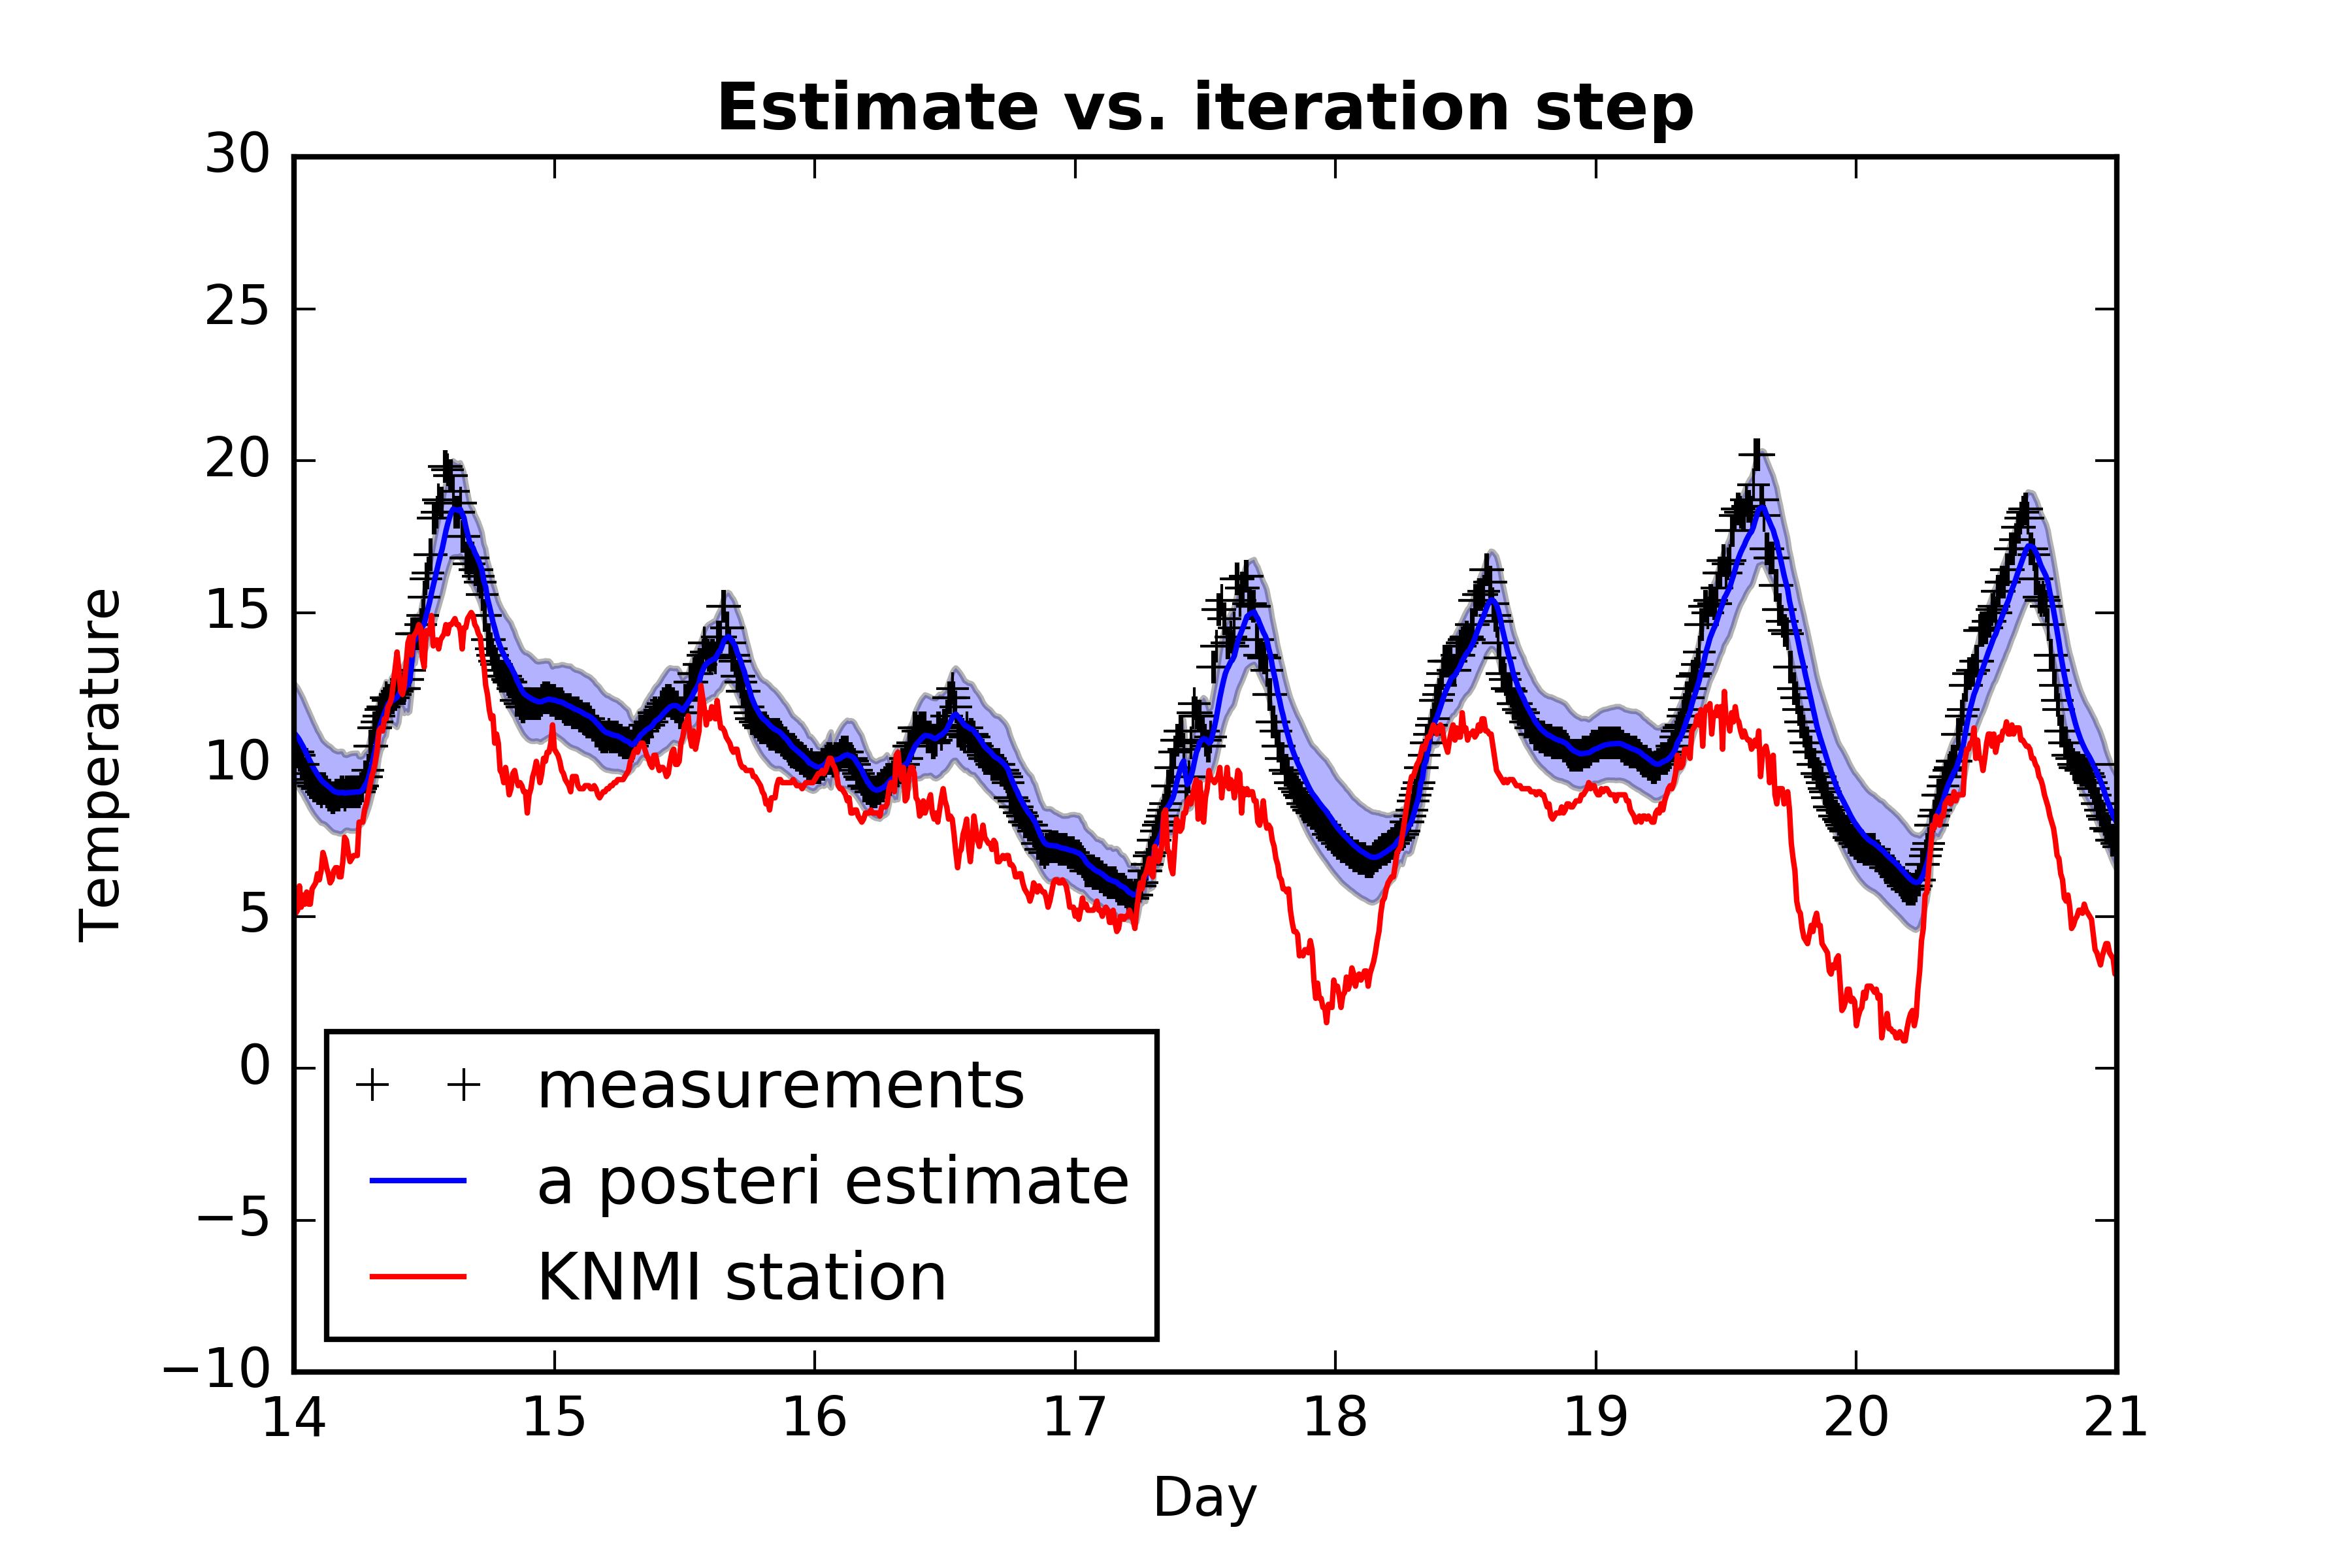 Estimate vs. iteration step
30
25
20
15
10
5
0
−5
−10
Temperature
measurements
a posteri estimate
KNMI station
14 15 16 17 18 19 20 21
Day